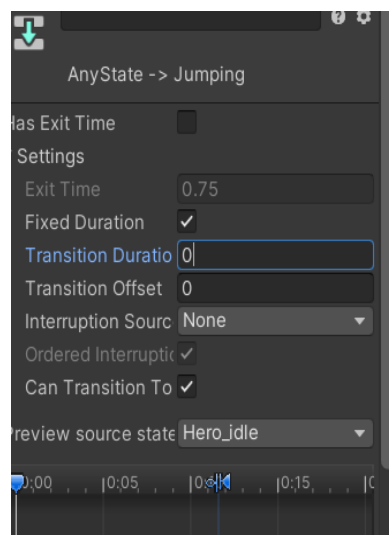 AnyState -> Jumping
Has Exit Time
Settings
Exit Time 0.75
Fixed Duration
Transition Duratio 0
Transition Offset 0
Interruption Sourc None
Ordered Interruptic
Can Transition To
Preview source state Hero_idle
0:00 0:05 0:15